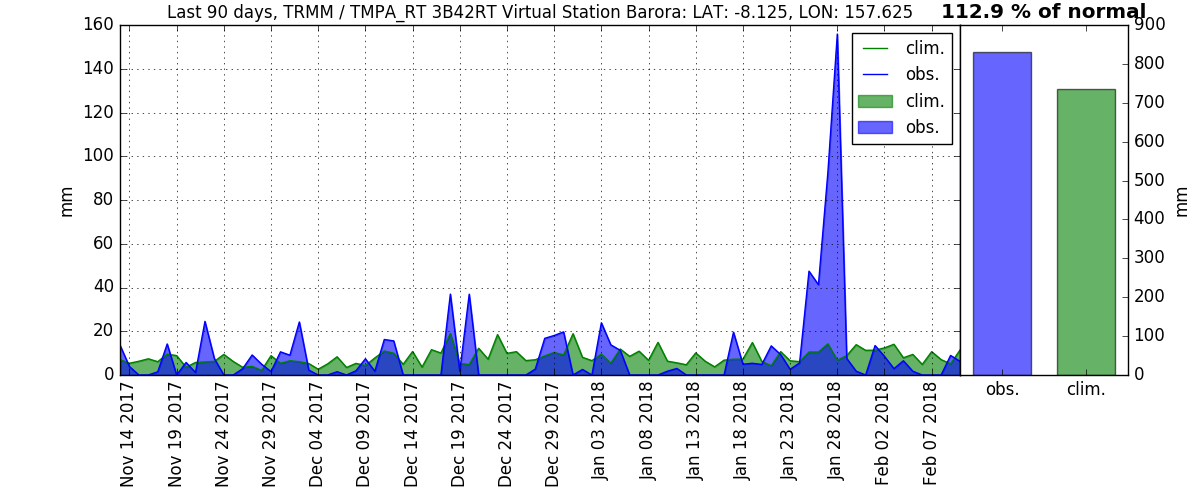 Last 90 days, TRMM / TMPA_RT 3B42RT Virtual Station Barora: LAT: -8.125, LON: 157.625
112.9 % of normal
160
140
120
100
80
60
40
20
0
mm
clim.
obs.
clim.
obs.
900
800
700
600
500
400
300
200
100
0
mm
Nov 14 2017
Nov 19 2017
Nov 24 2017
Nov 29 2017
Dec 04 2017
Dec 09 2017
Dec 14 2017
Dec 19 2017
Dec 24 2017
Dec 29 2017
Jan 03 2018
Jan 08 2018
Jan 13 2018
Jan 18 2018
Jan 23 2018
Jan 28 2018
Feb 02 2018
Feb 07 2018
obs.
clim.